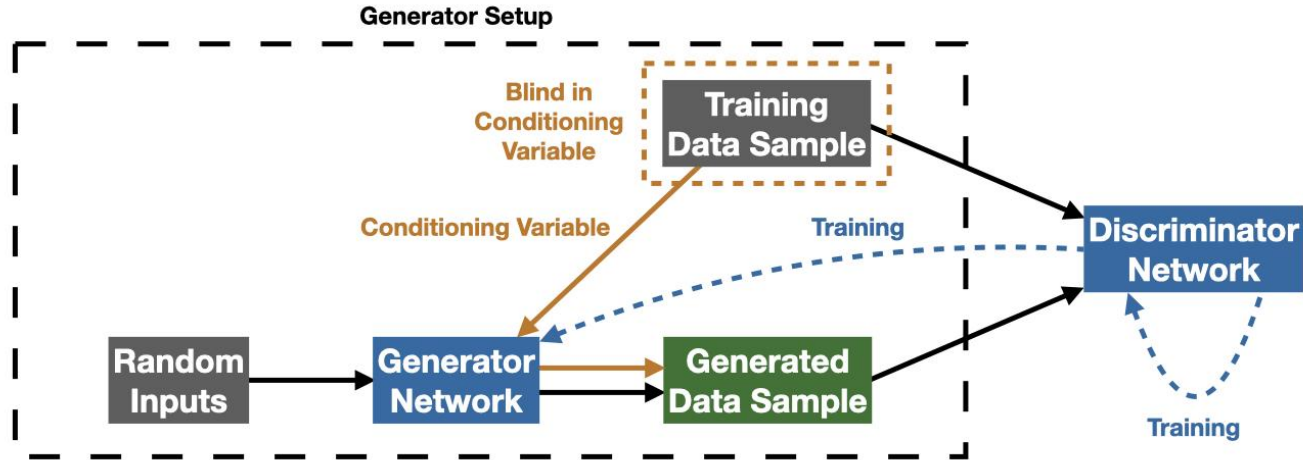 Generator Setup
Blind in
Conditioning
Variable
Training
Data Sample
Conditioning Variable
Training
Discriminator
Network
Random
Inputs
Generator
Network
Generated
Data Sample
Training